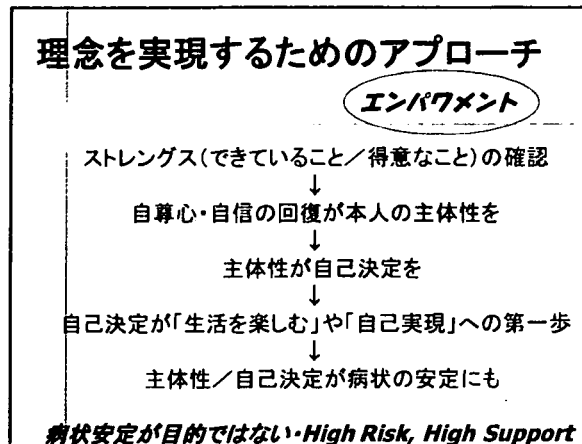 理念を実現するためのアプローチ
エンパワメント
ストレングス(できていること/得意なこと)の確認
↓
自尊心・自信の回復が本人の主体性を
↓
主体性が自己決定を
↓
自己決定が「生活を楽しむ」や「自己実現」への第一歩
↓
主体性/自己決定が病状の安定にも
病状安定が目的ではない・High Risk, High Support